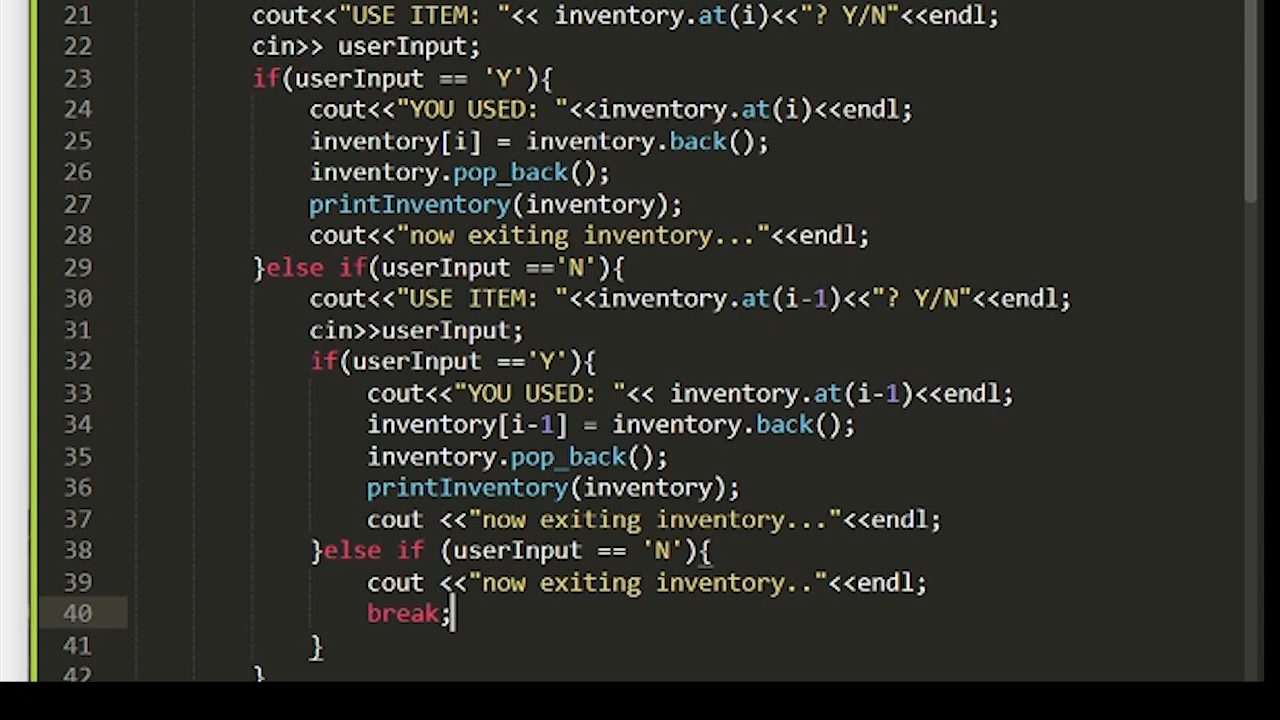 21 cout<<"USE ITEM: "<< inventory.at(i)<<"? Y/N"<<endl;
22 cin>> userInput;
23 if(userInput == 'Y'){
24 cout<<"YOU USED: "<<inventory.at(i)<<endl;
25 inventory[i] = inventory.back();
26 inventory.pop_back();
27 printInventory(inventory);
28 cout<<"now exiting inventory..."<<endl;
29 }else if(userInput =='N'){
30 cout<<"USE ITEM: "<<inventory.at(i-1)<<"? Y/N"<<endl;
31 cin>>userInput;
32 if(userInput =='Y'){
33 cout<<"YOU USED: "<< inventory.at(i-1)<<endl;
34 inventory[i-1] = inventory.back();
35 inventory.pop_back();
36 printInventory(inventory);
37 cout <<"now exiting inventory..."<<endl;
38 }else if (userInput == 'N'){
39 cout <<"now exiting inventory.."<<endl;
40 break;
41 }
42 }